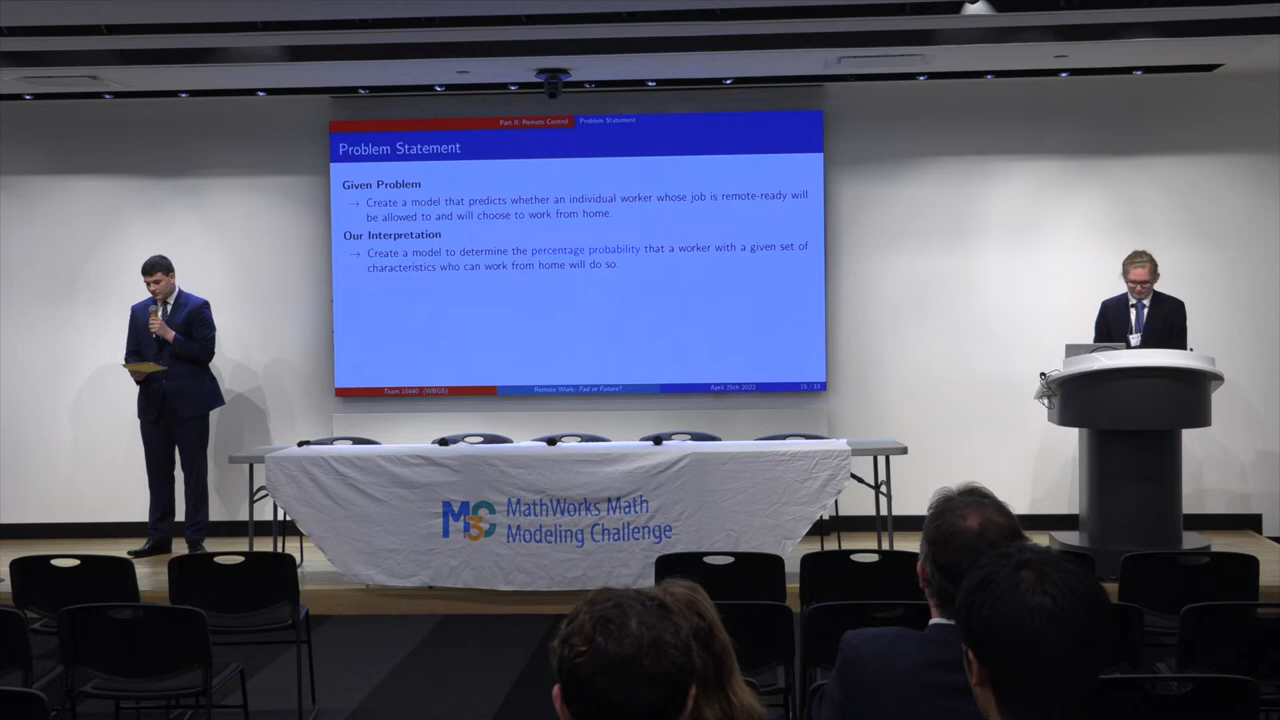 Part II: Remote Control Problem Statement
Problem Statement
Given Problem
→ Create a model that predicts whether an individual worker whose job is remote-ready will
be allowed to and will choose to work from home.
Our Interpretation
→ Create a model to determine the percentage probability that a worker with a given set of
characteristics who can work from home will do so.
Team 15440 (WBGS) Remote Work: Fad or Future? April 25th 2022 15 / 33
M3C MathWorks Math
Modeling Challenge